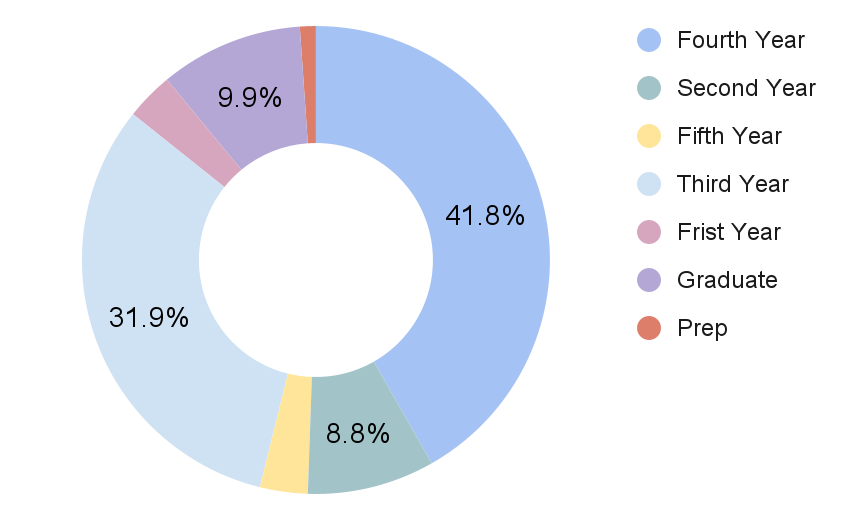 Fourth Year
Second Year
Fifth Year
Third Year
Frist Year
Graduate
Prep
9.9%
41.8%
31.9%
8.8%